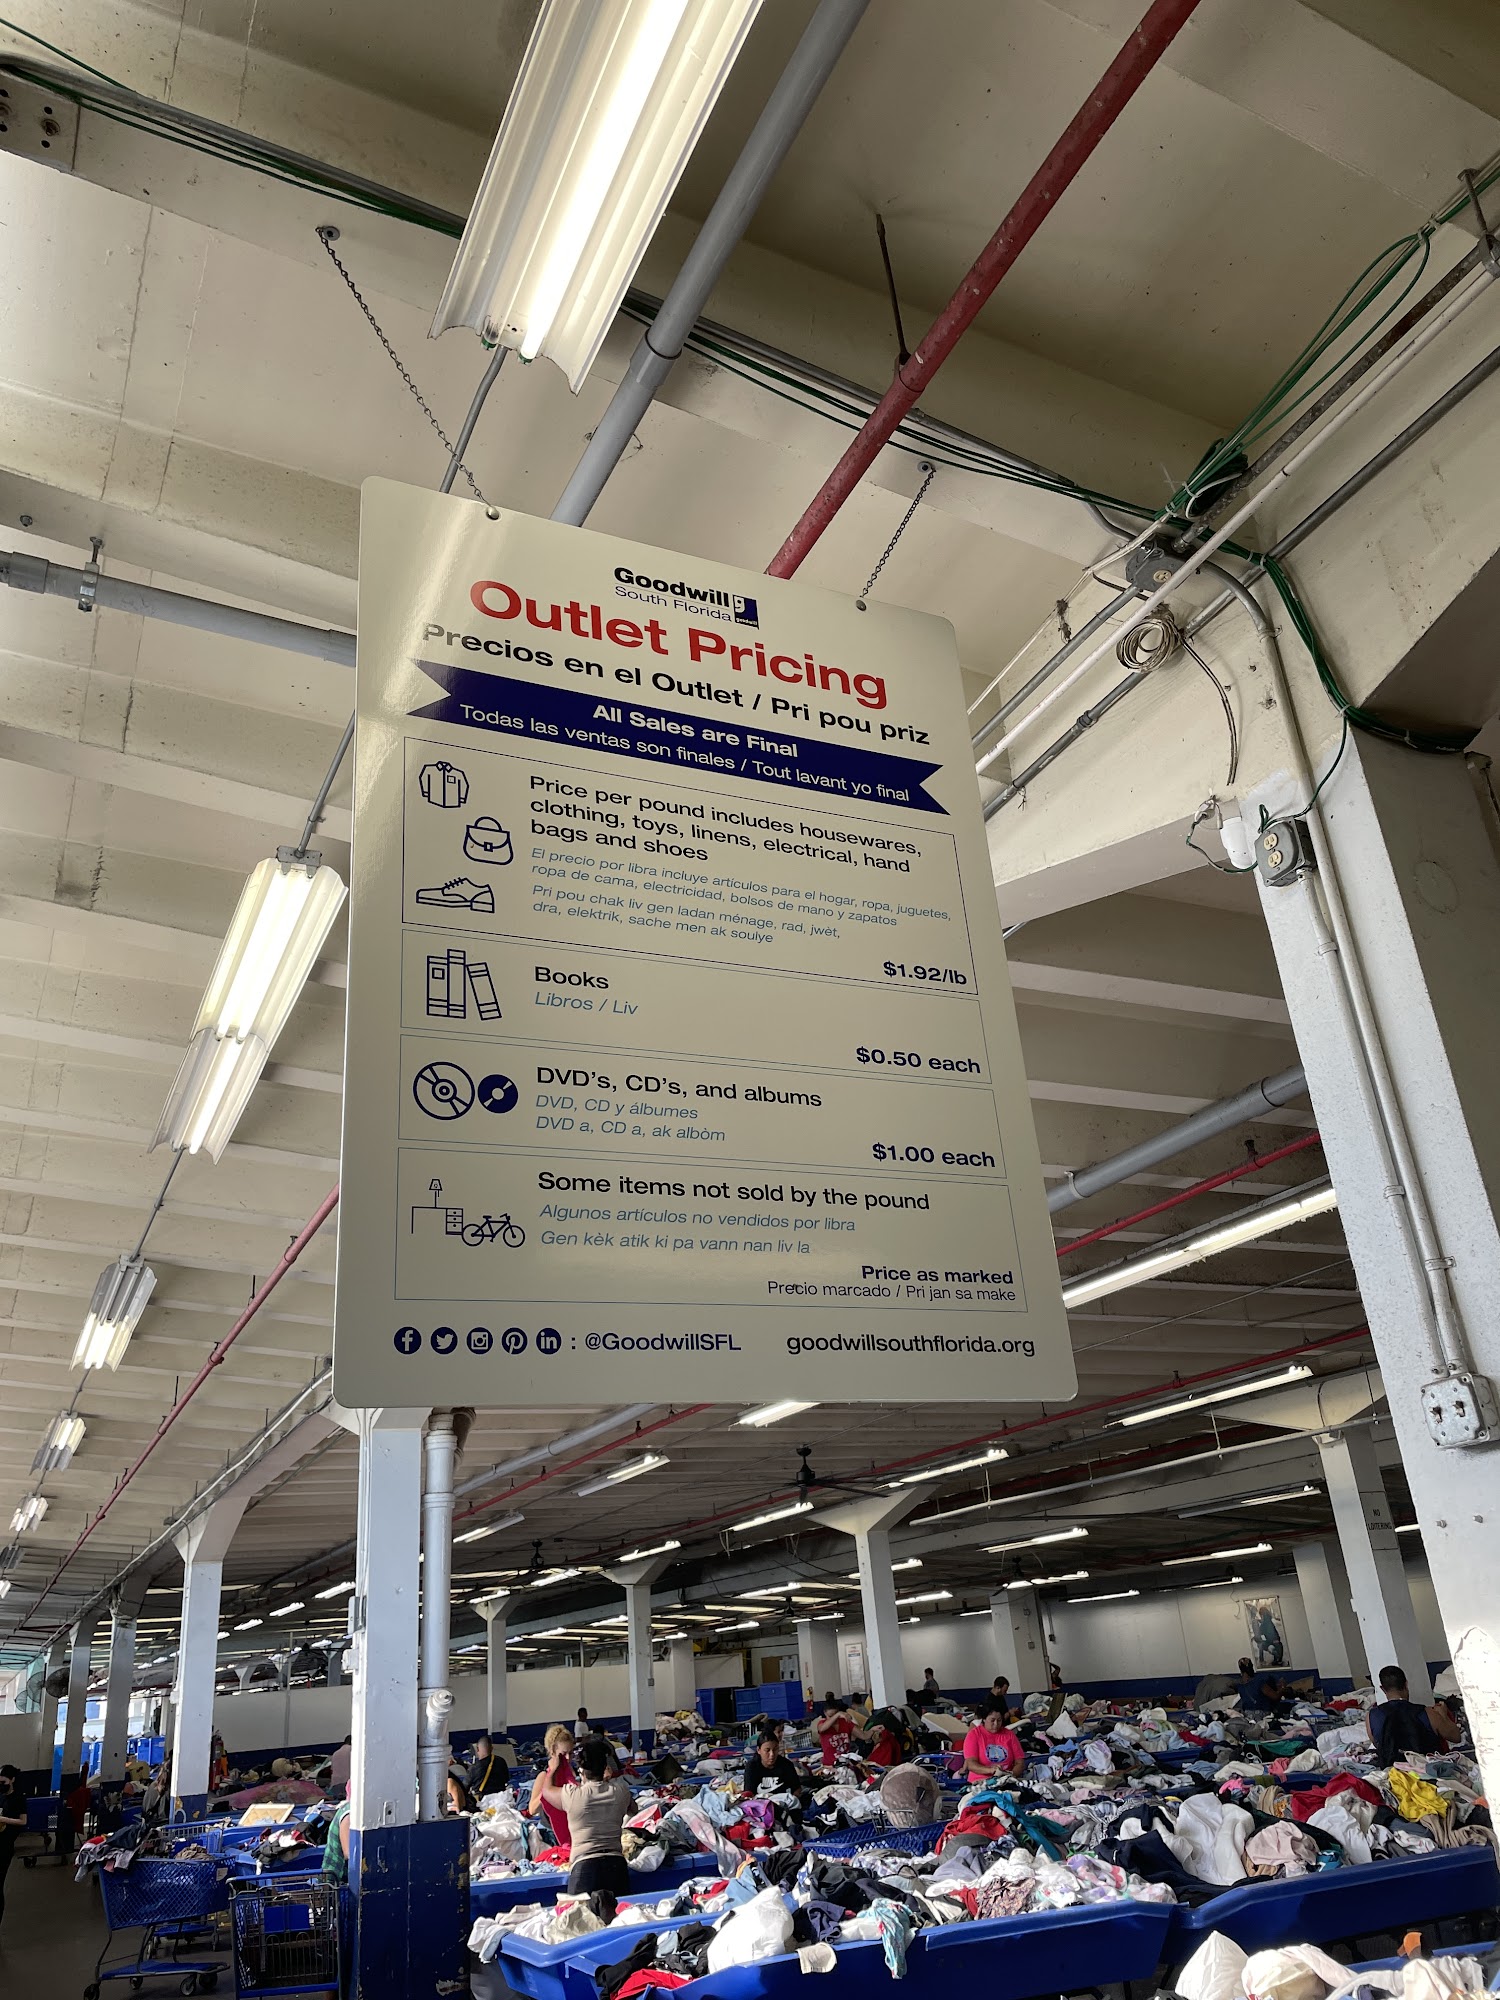 Goodwill
South Florida
goodwill
Outlet Pricing
Precios en el Outlet / Pri pou priz
All Sales are Final
Todas las ventas son finales / Tout lavant yo final
Price per pound includes housewares,
clothing, toys, linens, electrical, hand
bags and shoes
El precio por libra incluye artículos para el hogar, ropa, juguetes,
ropa de cama, electricidad, bolsos de mano y zapatos
Pri pou chak liv gen ladan ménage, rad, jwèt,
dra, elektrik, sache men ak soulye
$1.92/lb
Books
Libros / Liv
$0.50 each
DVD's, CD's, and albums
DVD, CD y álbumes
DVD a, CD a, ak albòm
$1.00 each
Some items not sold by the pound
Algunos artículos no vendidos por libra
Gen kèk atik ki pa vann nan liv la
Price as marked
Precio marcado / Pri jan sa make
: @GoodwillSFL
goodwillsouthflorida.org
NO
LOITERING